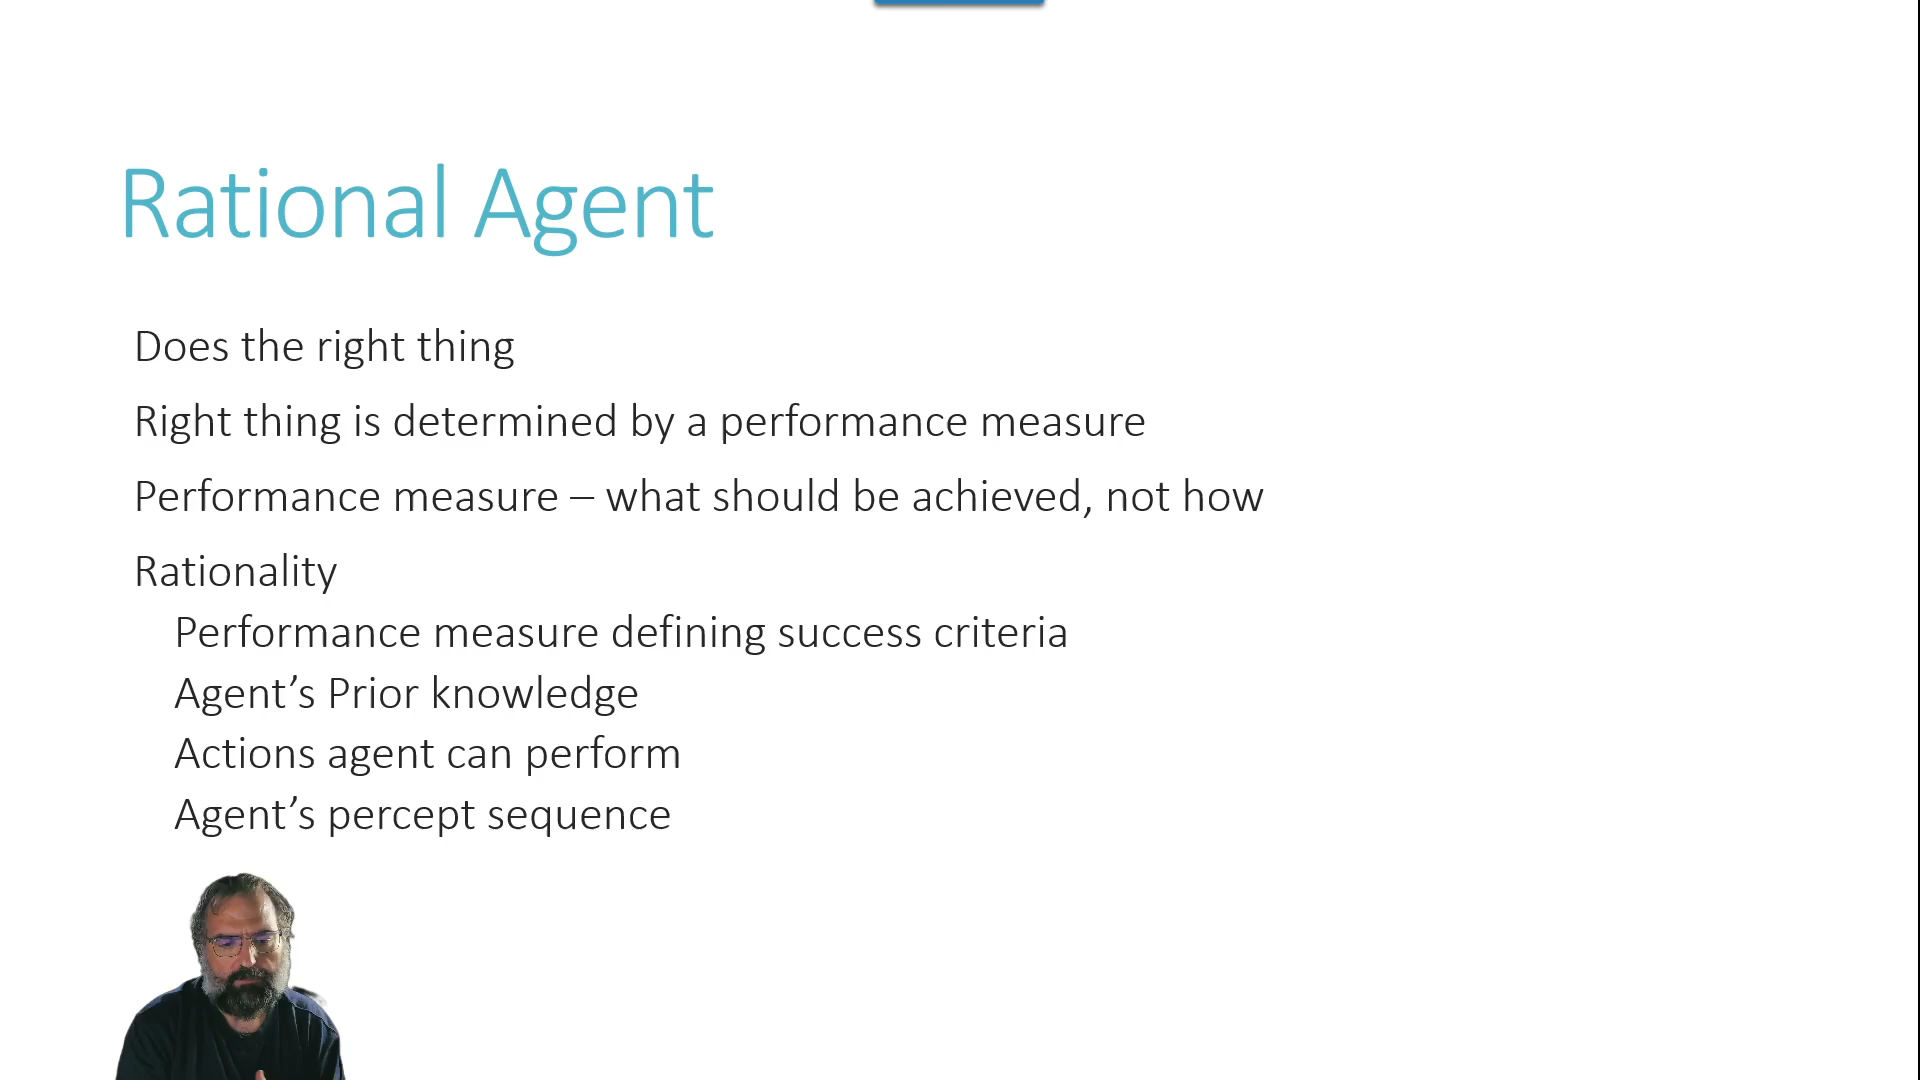 Rational Agent
Does the right thing
Right thing is determined by a performance measure
Performance measure – what should be achieved, not how
Rationality
Performance measure defining success criteria
Agent’s Prior knowledge
Actions agent can perform
Agent’s percept sequence